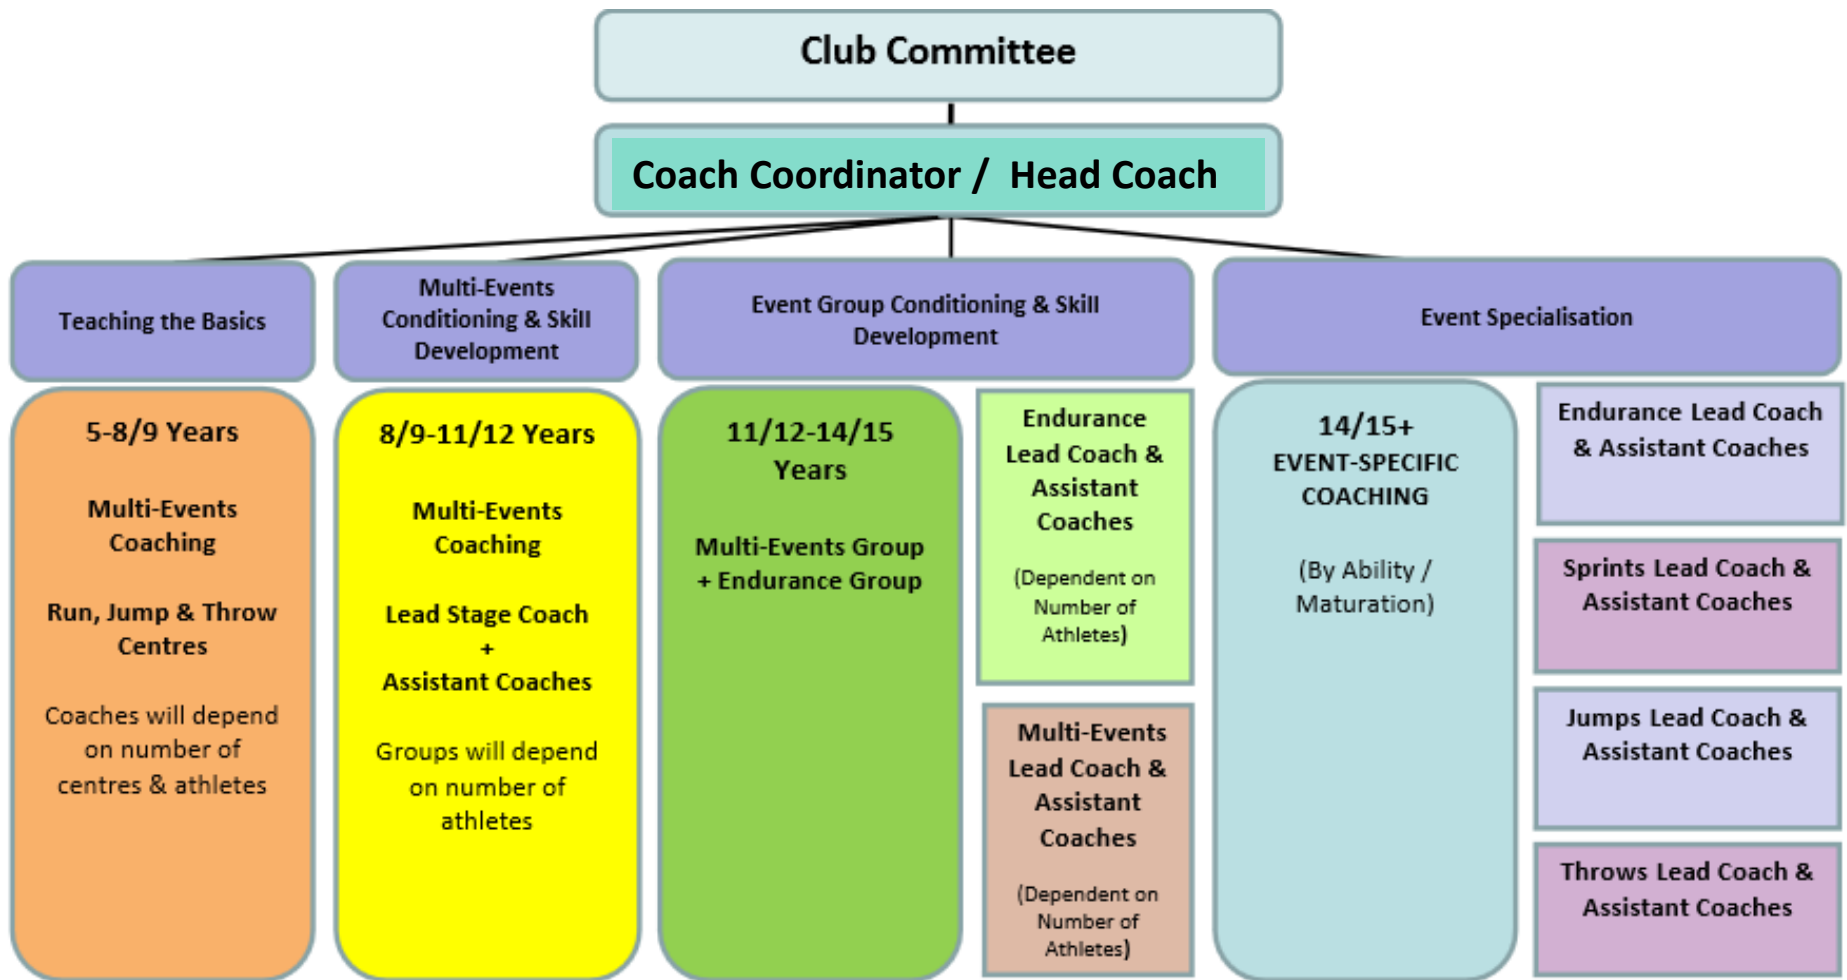 Club Committee
Coach Coordinator / Head Coach
Teaching the Basics
Multi-Events
Conditioning & Skill
Development
Event Group Conditioning & Skill
Development
Event Specialisation
5-8/9 Years
Multi-Events
Coaching
Run, Jump & Throw
Centres
Coaches will depend
on number of
centres & athletes
8/9-11/12 Years
Multi-Events
Coaching
Lead Stage Coach
+
Assistant Coaches
Groups will depend
on number of
athletes
11/12-14/15
Years
Multi-Events Group
+ Endurance Group
Endurance
Lead Coach &
Assistant
Coaches
(Dependent on
Number of
Athletes)
Multi-Events
Lead Coach &
Assistant
Coaches
(Dependent on
Number of
Athletes)
14/15+
EVENT-SPECIFIC
COACHING
(By Ability /
Maturation)
Endurance Lead Coach
& Assistant Coaches
Sprints Lead Coach &
Assistant Coaches
Jumps Lead Coach &
Assistant Coaches
Throws Lead Coach &
Assistant Coaches